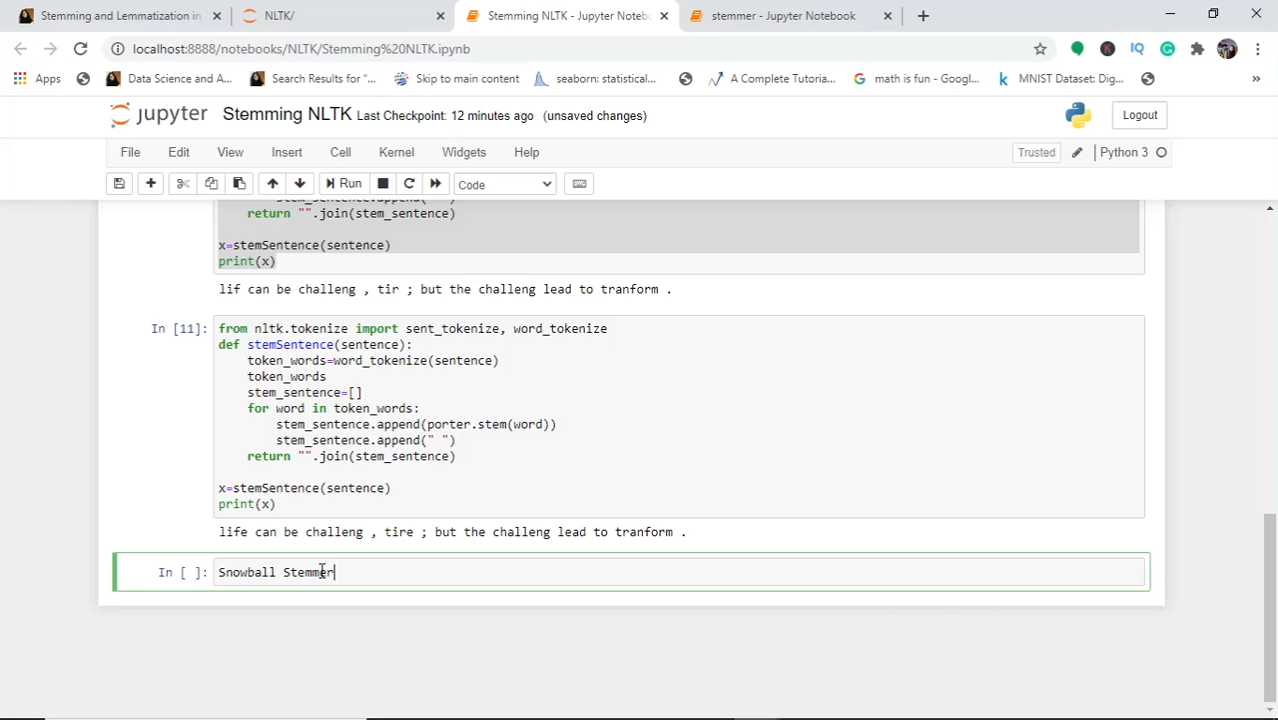 Stemming and Lemmatization in
NLTK/
Stemming NLTK - Jupyter Noteb
stemmer - Jupyter Notebook
localhost:8888/notebooks/NLTK/Stemming%20NLTK.ipynb
Apps
Data Science and A...
Search Results for “...
Skip to main content
seaborn: statistical...
A Complete Tutoria...
math is fun - Googl...
MNIST Dataset: Dig...
jupyter Stemming NLTK Last Checkpoint: 12 minutes ago (unsaved changes)
Logout
File Edit View Insert Cell Kernel Widgets Help
Trusted Python 3
Run Code
return "".join(stem_sentence)
x=stemSentence(sentence)
print(x)
lif can be challeng , tir ; but the challeng lead to tranform .
In [11]:
from nltk.tokenize import sent_tokenize, word_tokenize
def stemSentence(sentence):
token_words=word_tokenize(sentence)
token_words
stem_sentence=[]
for word in token_words:
stem_sentence.append(porter.stem(word))
stem_sentence.append(" ")
return "".join(stem_sentence)
x=stemSentence(sentence)
print(x)
life can be challeng , tire ; but the challeng lead to tranform .
In [ ]: Snowball Stemmer